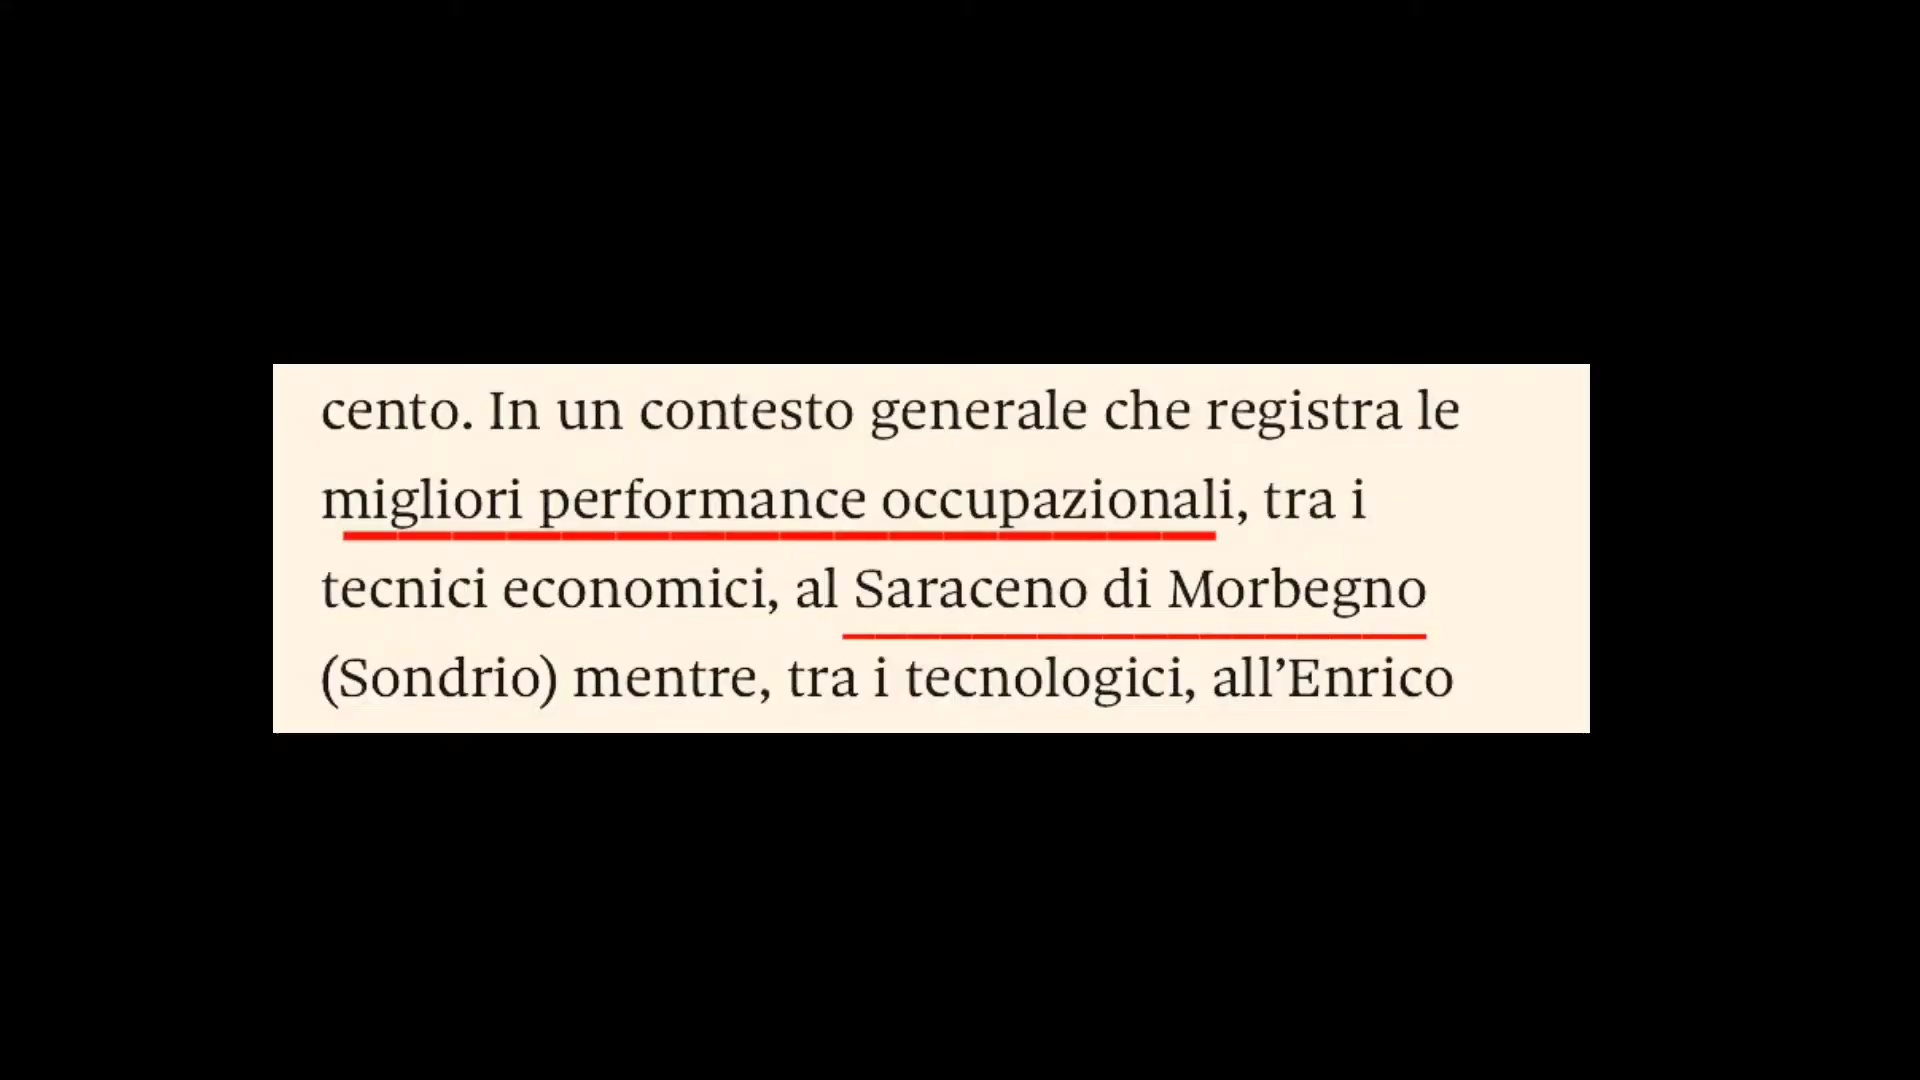 cento. In un contesto generale che registra le
migliori performance occupazionali, tra i
tecnici economici, al Saraceno di Morbegno
(Sondrio) mentre, tra i tecnologici, all’Enrico